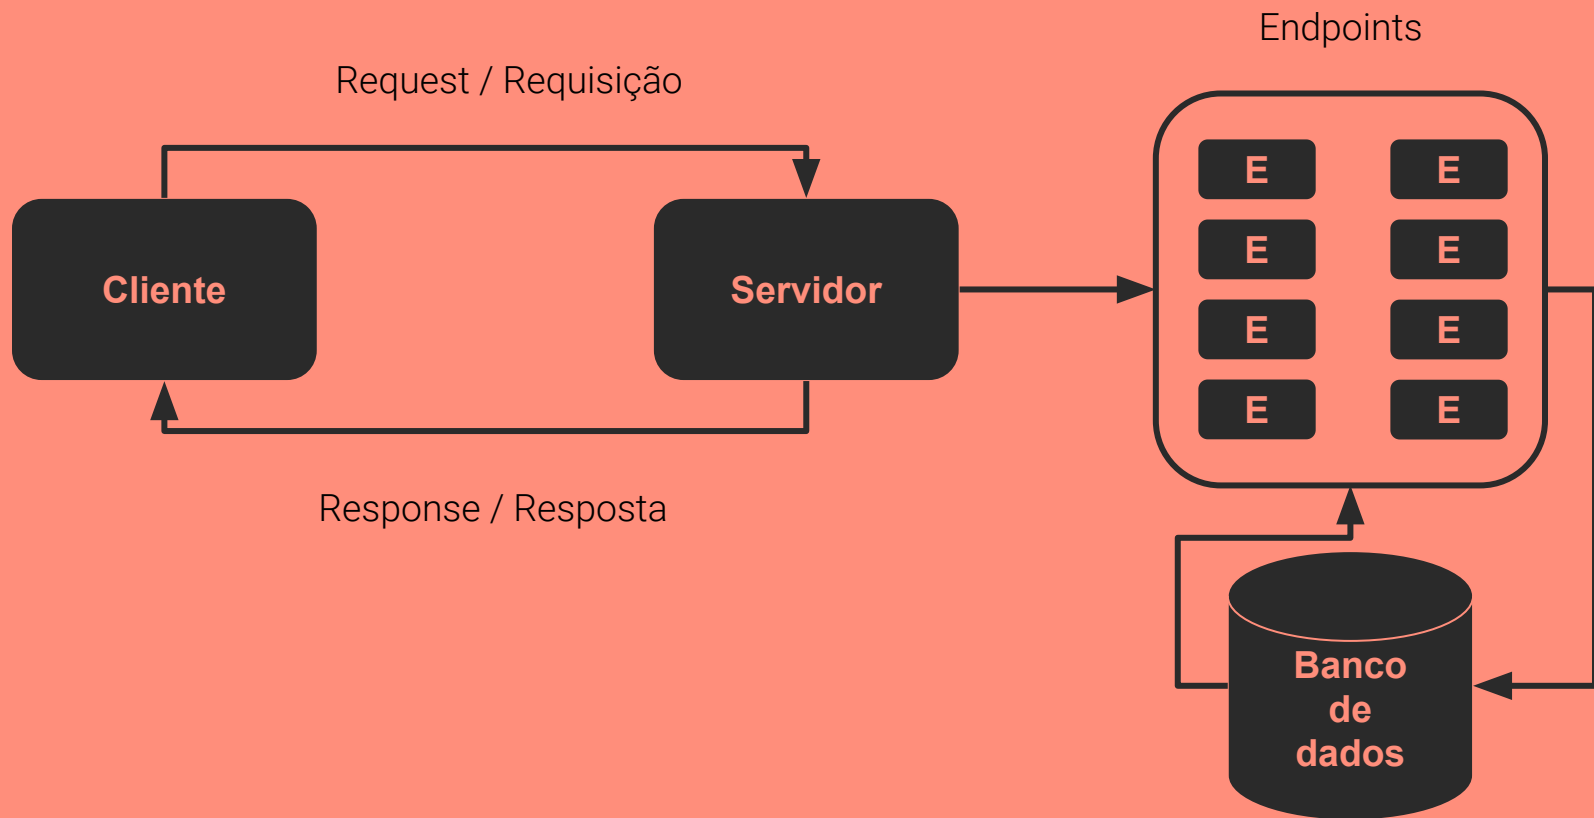 Endpoints
Request / Requisição
E E
E E
Cliente
Servidor
E E
E E
Response / Resposta
Banco
de
dados